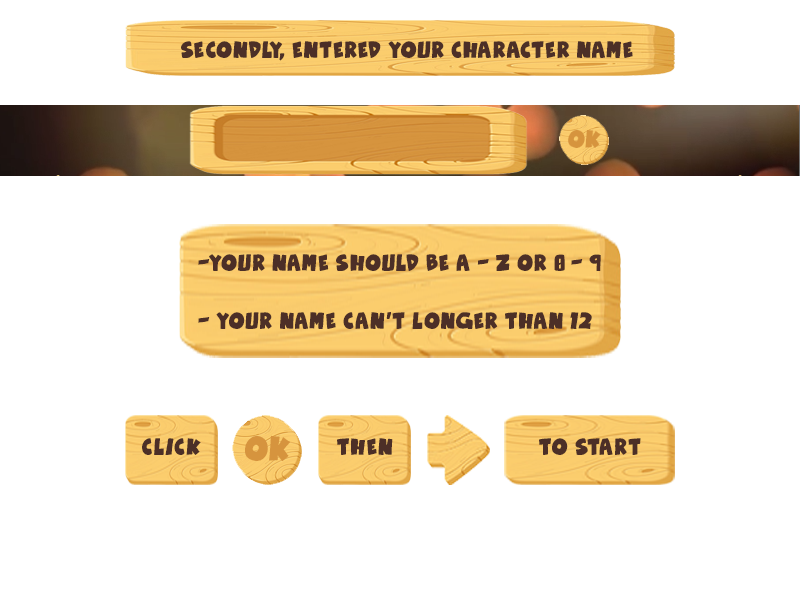 SECONDLY, ENTERED YOUR CHARACTER NAME
OK
-YOUR NAME SHOULD BE A - Z OR 0 - 9
- YOUR NAME CAN'T LONGER THAN 12
CLICK OK THEN TO START